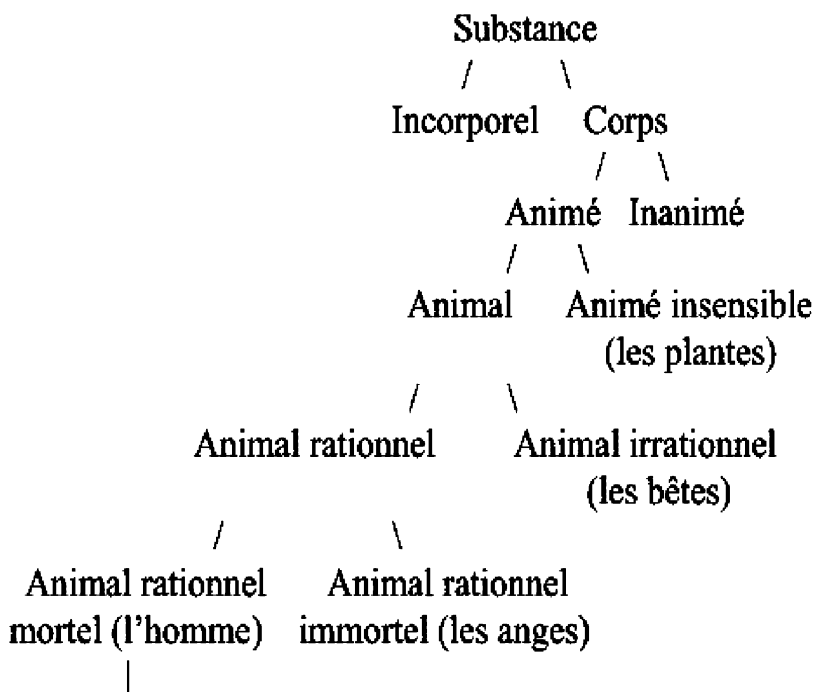 Substance
Incorporel Corps
Animé Inanimé
Animal Animé insensible
(les plantes)
Animal rationnel Animal irrationnel
(les bêtes)
Animal rationnel Animal rationnel
mortel (l'homme) immortel (les anges)